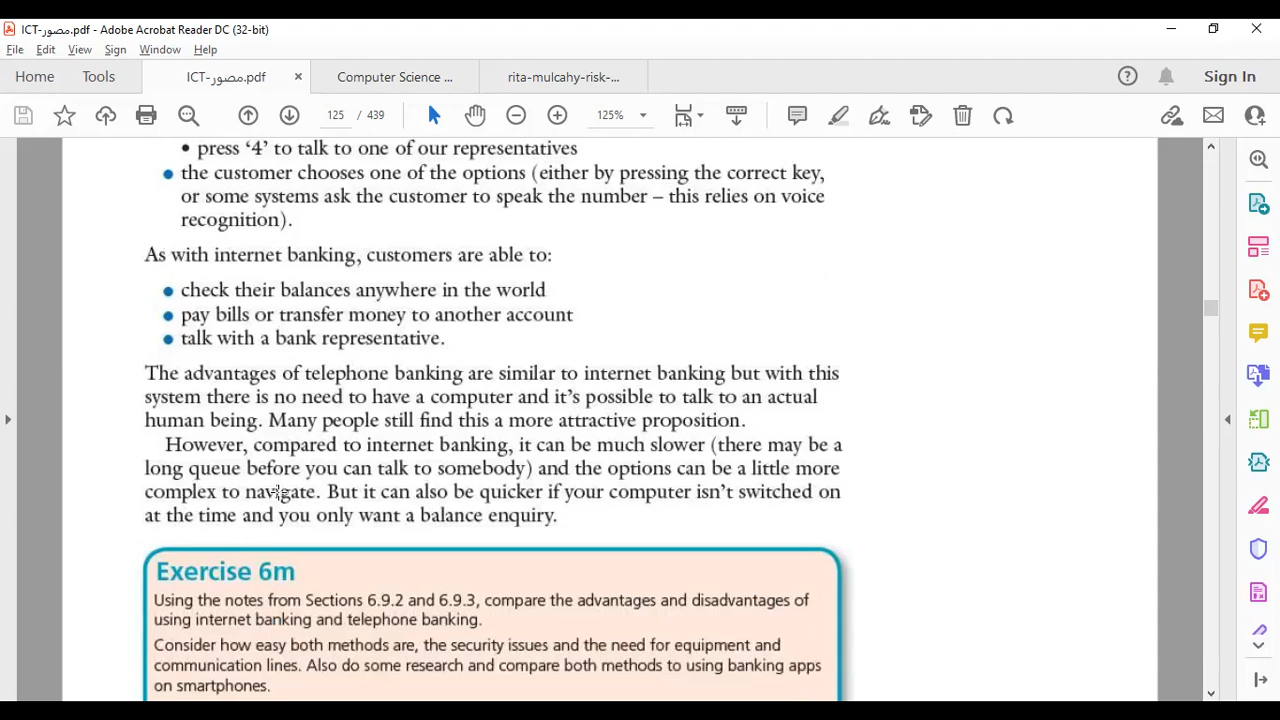 ICT-مصور.pdf - Adobe Acrobat Reader DC (32-bit)
File Edit View Sign Window Help
Home Tools ICT-مصور.pdf × Computer Science ... rita-mulcahy-risk-... Sign In
125 / 439 125%
• press ‘4’ to talk to one of our representatives
• the customer chooses one of the options (either by pressing the correct key,
or some systems ask the customer to speak the number – this relies on voice
recognition).
As with internet banking, customers are able to:
• check their balances anywhere in the world
• pay bills or transfer money to another account
• talk with a bank representative.
The advantages of telephone banking are similar to internet banking but with this
system there is no need to have a computer and it’s possible to talk to an actual
human being. Many people still find this a more attractive proposition.
However, compared to internet banking, it can be much slower (there may be a
long queue before you can talk to somebody) and the options can be a little more
complex to navigate. But it can also be quicker if your computer isn’t switched on
at the time and you only want a balance enquiry.
Exercise 6m
Using the notes from Sections 6.9.2 and 6.9.3, compare the advantages and disadvantages of
using internet banking and telephone banking.
Consider how easy both methods are, the security issues and the need for equipment and
communication lines. Also do some research and compare both methods to using banking apps
on smartphones.